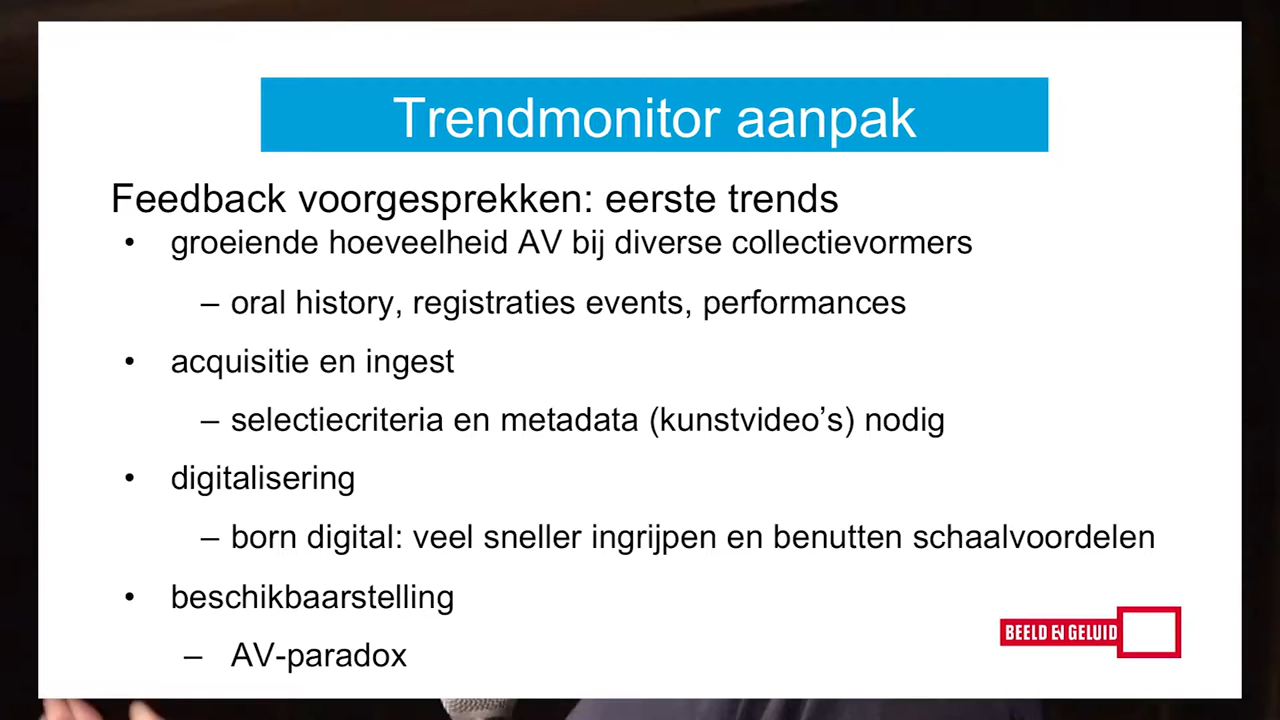 Trendmonitor aanpak
Feedback voorgesprekken: eerste trends
• groeiende hoeveelheid AV bij diverse collectievormers
– oral history, registraties events, performances
• acquisitie en ingest
– selectiecriteria en metadata (kunstvideo’s) nodig
• digitalisering
– born digital: veel sneller ingrijpen en benutten schaalvoordelen
• beschikbaarstelling
– AV-paradox
BEELD EN GELUID